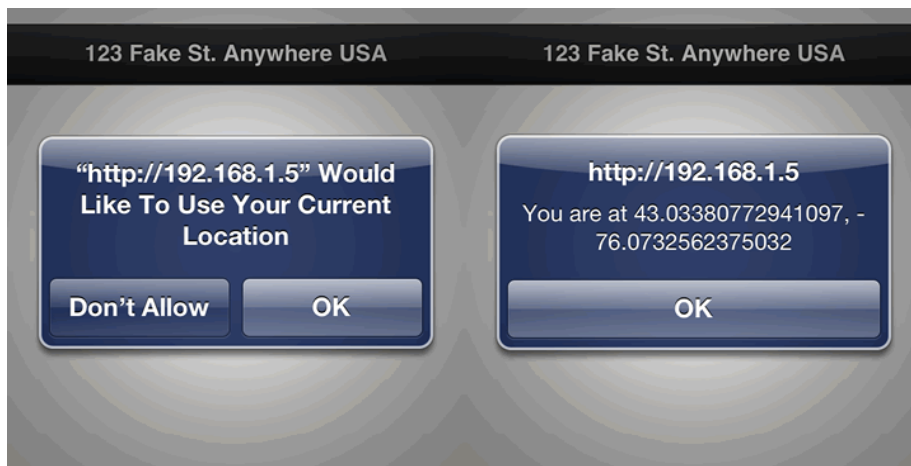 123 Fake St. Anywhere USA
“http://192.168.1.5” Would
Like To Use Your Current
Location
Don’t Allow
OK
123 Fake St. Anywhere USA
http://192.168.1.5
You are at 43.03380772941097, -
76.0732562375032
OK